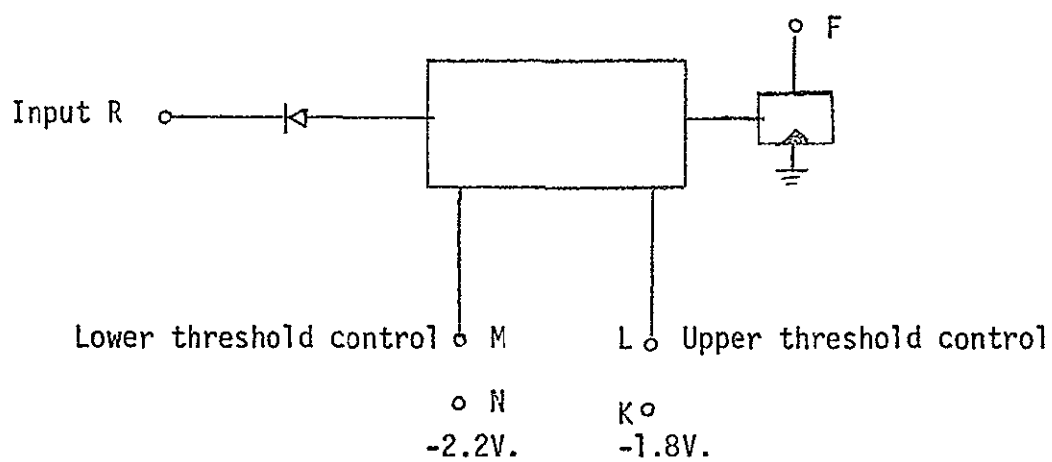 F
Input R
Lower threshold control M L Upper threshold control
N K
-2.2V. -1.8V.